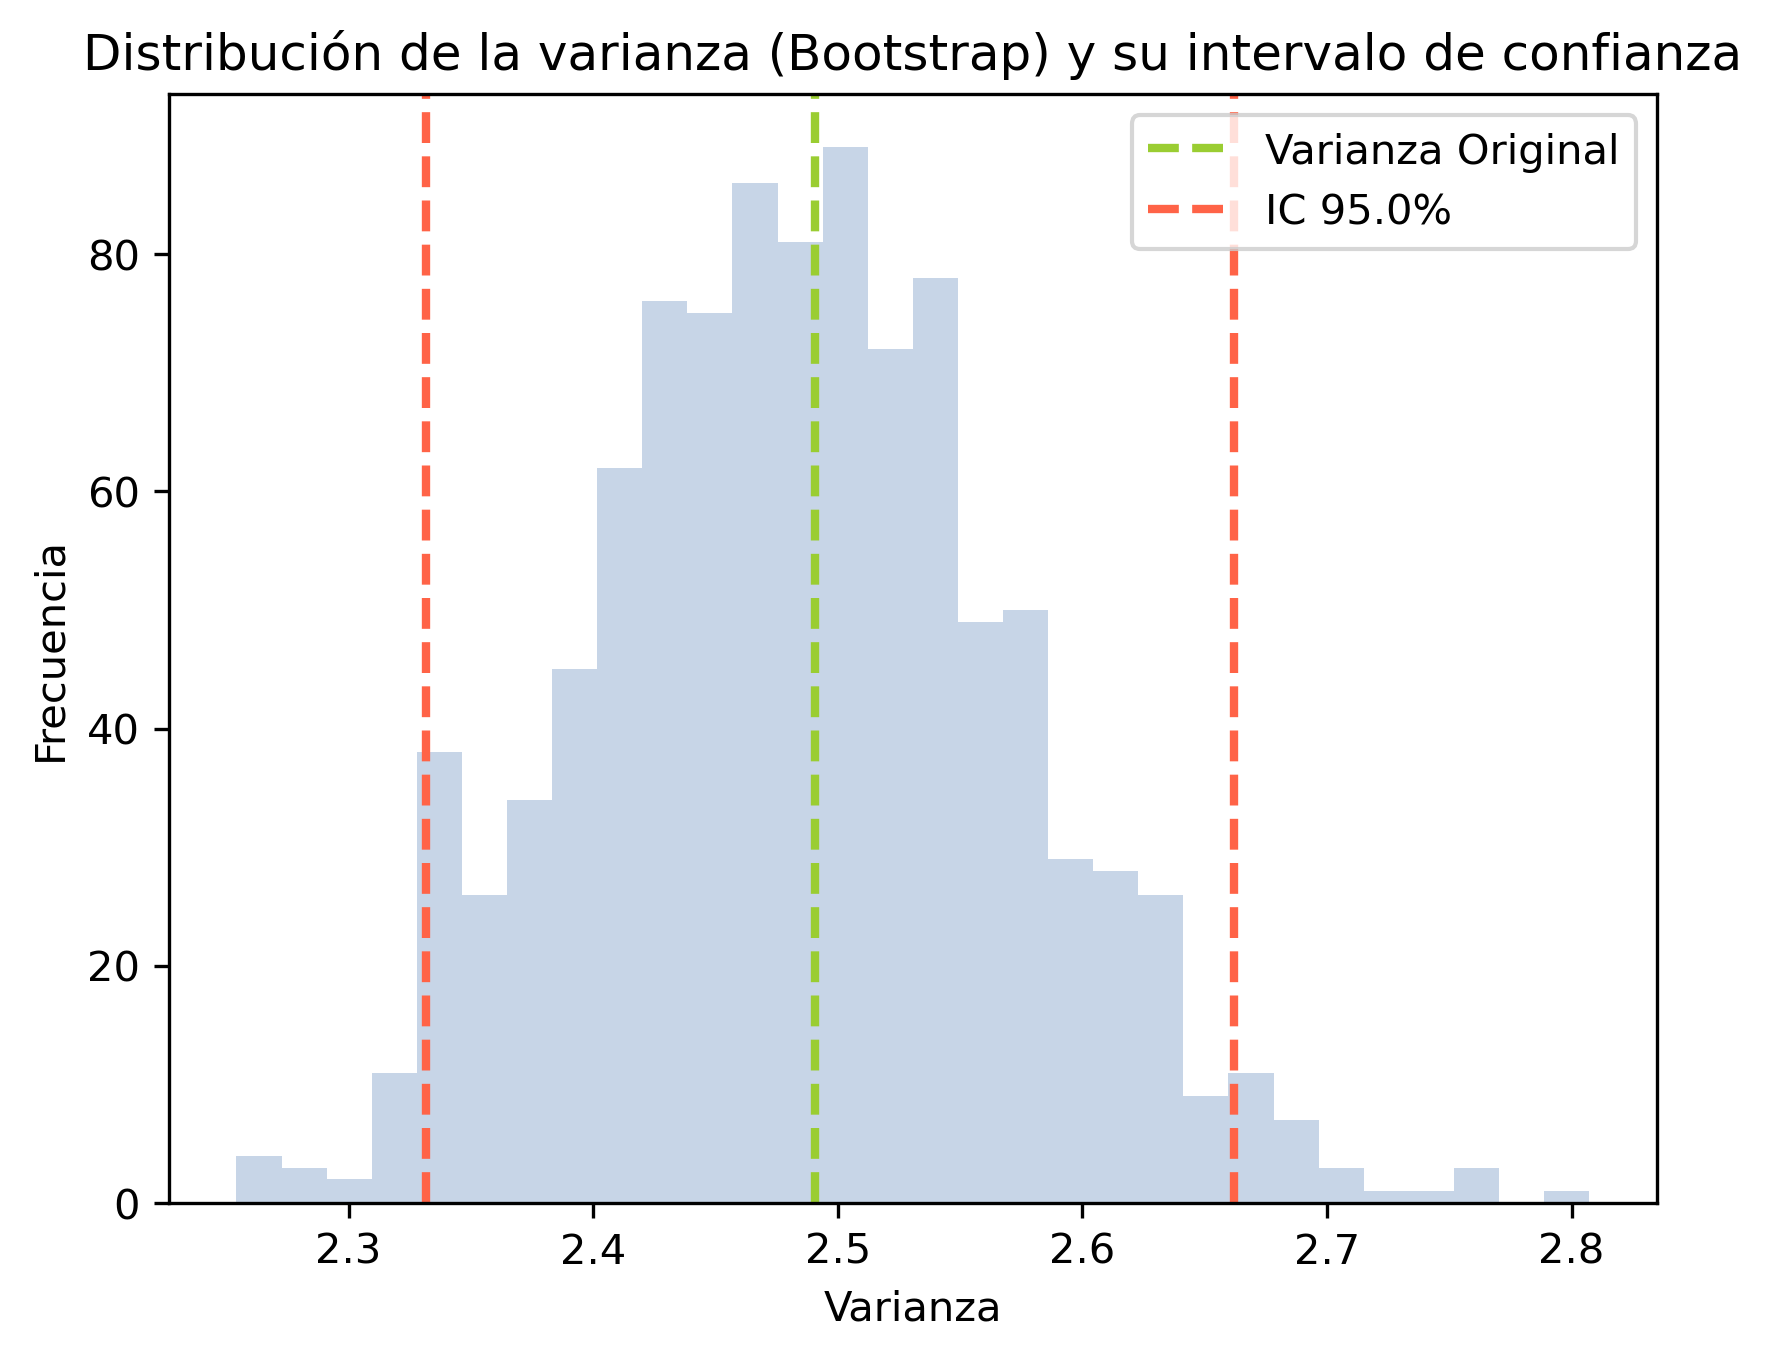 Distribución de la varianza (Bootstrap) y su intervalo de confianza
Varianza Original
IC 95.0%
80
60
40
20
0
Frecuencia
2.3 2.4 2.5 2.6 2.7 2.8
Varianza